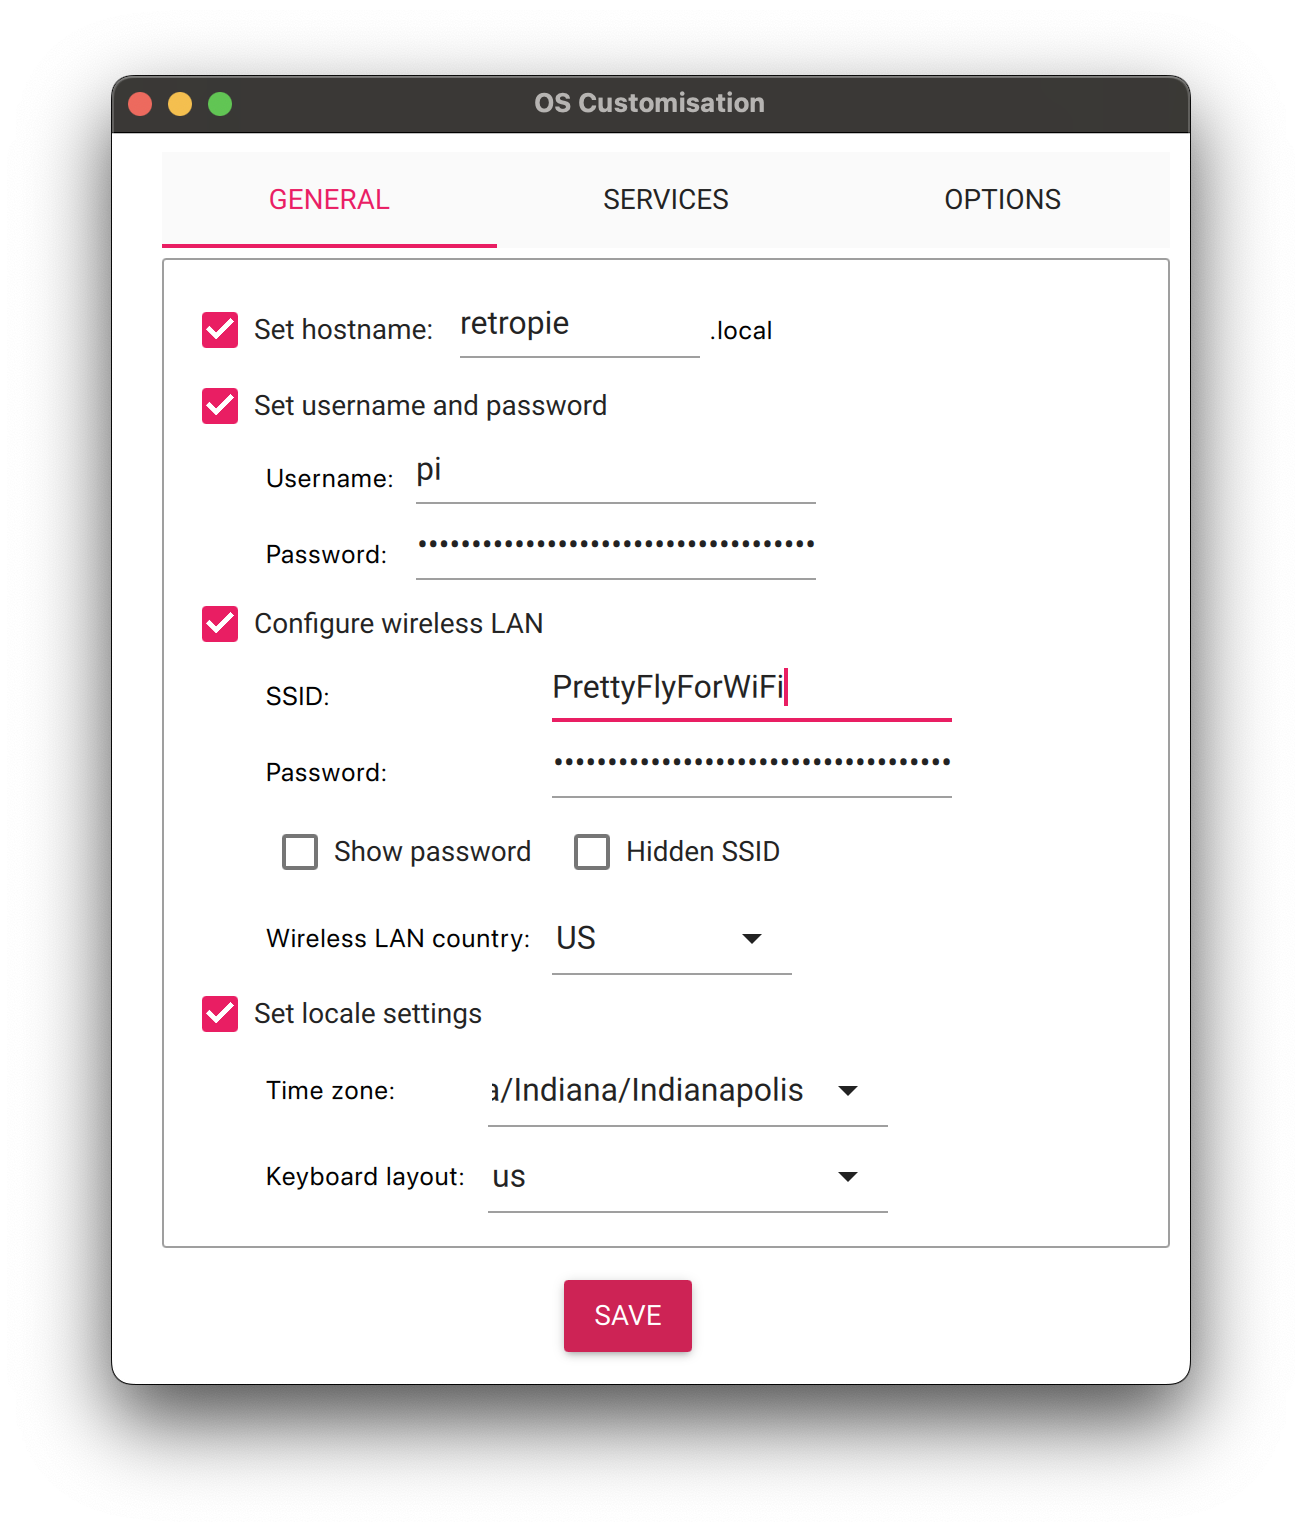 OS Customisation
GENERAL SERVICES OPTIONS
Set hostname: retropie .local
Set username and password
Username: pi
Password: •••••••••••••••••••••••••••••••••••••
Configure wireless LAN
SSID: PrettyFlyForWiFi
Password: •••••••••••••••••••••••••••••••••••••
Show password Hidden SSID
Wireless LAN country: US
Set locale settings
Time zone: a/Indiana/Indianapolis
Keyboard layout: us
SAVE